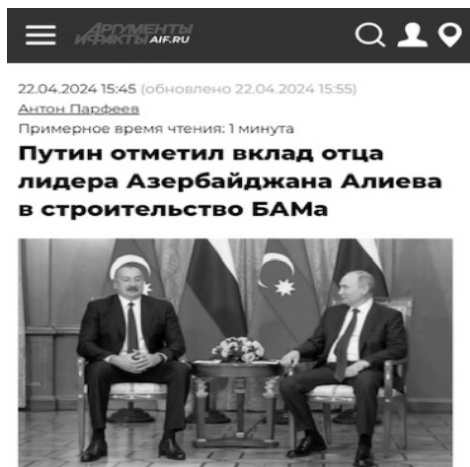 АРГУМЕНТЫ
И ФАКТЫ AIF.RU
22.04.2024 15:45 (обновлено 22.04.2024 15:55)
Антон Парфеев
Примерное время чтения: 1 минута
Путин отметил вклад отца
лидера Азербайджана Алиева
в строительство БАМа